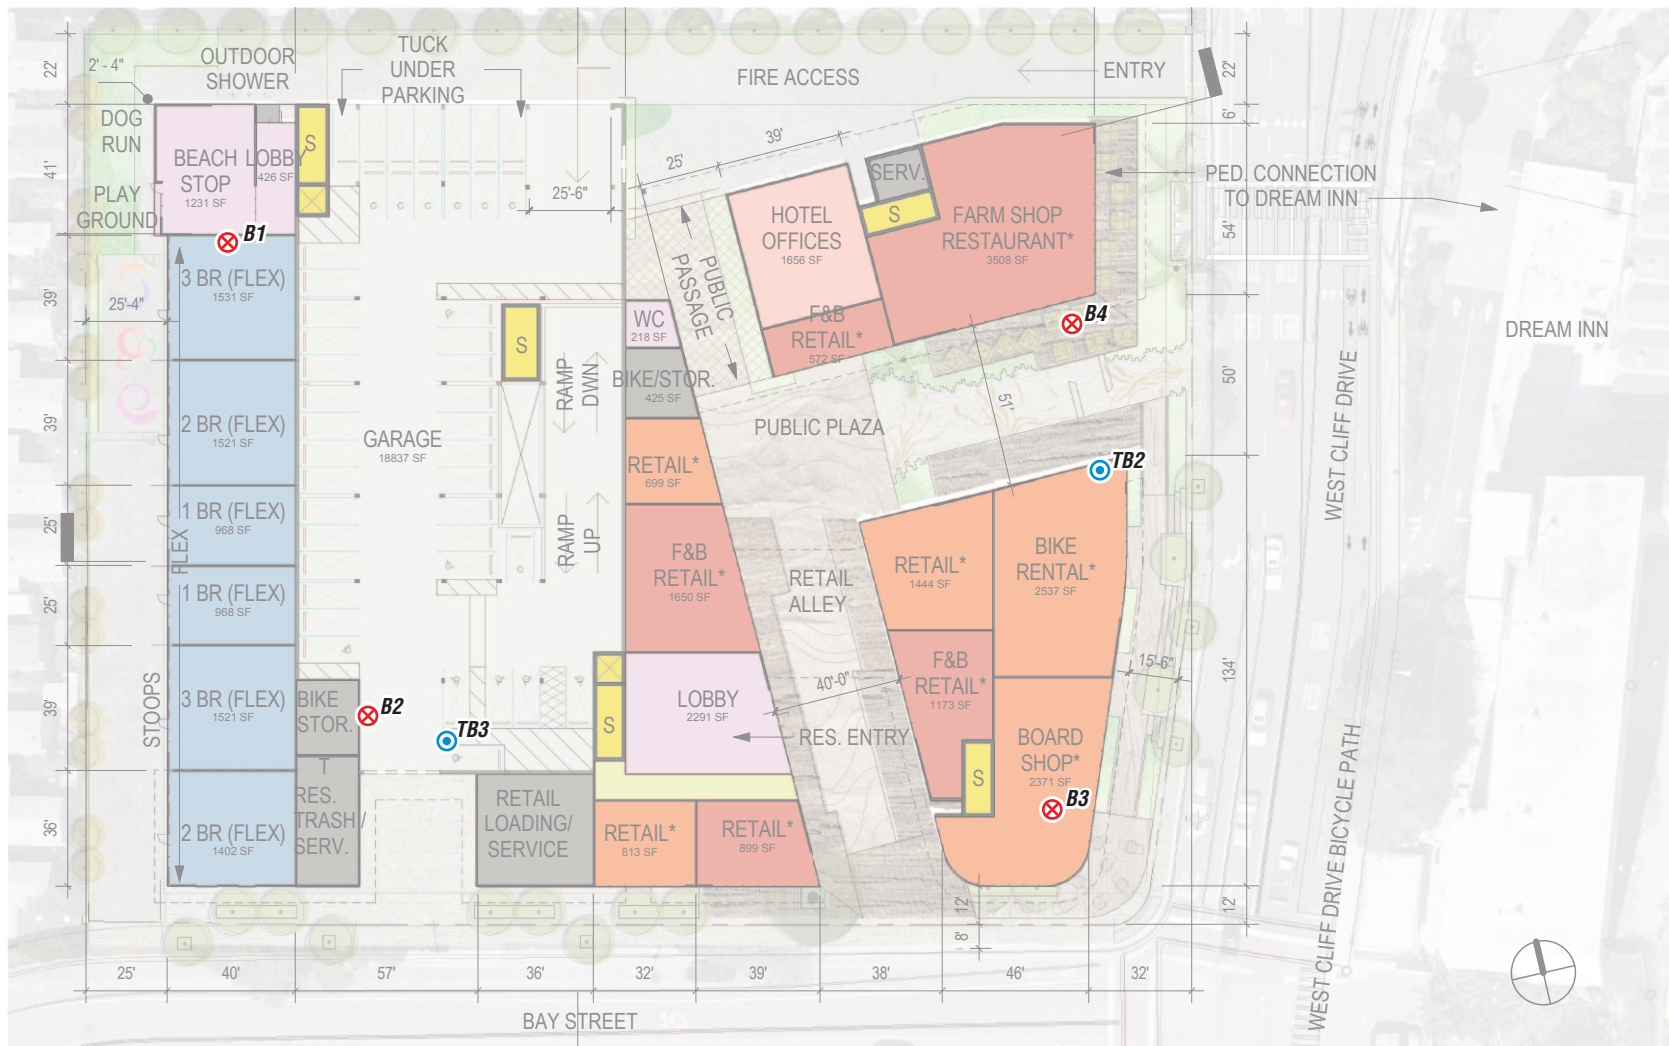 22'
2' - 4"
OUTDOOR
SHOWER
TUCK
UNDER
PARKING
FIRE ACCESS
ENTRY
22'
6'
DOG
RUN
41'
BEACH
STOP
1231 SF
LOBBY
426 SF
S
PLAY
GROUND
25'-6"
25'
39'
SERV.
S
HOTEL
OFFICES
1656 SF
FARM SHOP
RESTAURANT*
3508 SF
PED. CONNECTION
TO DREAM INN
54'
B1
3 BR (FLEX)
1531 SF
39'
25'-4"
PUBLIC
PASSAGE
WC
218 SF
F&B
RETAIL*
572 SF
B4
DREAM INN
S
RAMP
DWN
BIKE/STOR.
425 SF
50'
51'
WEST CLIFF DRIVE
39'
2 BR (FLEX)
1521 SF
GARAGE
18837 SF
PUBLIC PLAZA
RETAIL*
699 SF
TB2
25'
1 BR (FLEX)
968 SF
FLEX
RAMP
UP
F&B
RETAIL*
1650 SF
RETAIL
ALLEY
RETAIL*
1444 SF
BIKE
RENTAL*
2537 SF
25'
1 BR (FLEX)
968 SF
39'
STOOPS
3 BR (FLEX)
1521 SF
BIKE
STOR.
B2
TB3
S
LOBBY
2291 SF
40'-0"
RES. ENTRY
F&B
RETAIL*
1173 SF
15'-6"
134'
BOARD
SHOP*
2371 SF
S
B3
36'
2 BR (FLEX)
1402 SF
T
RES.
TRASH/
SERV.
RETAIL
LOADING/
SERVICE
RETAIL*
813 SF
RETAIL*
899 SF
12'
8'
12'
WEST CLIFF DRIVE BICYCLE PATH
25'
40'
57'
36'
32'
39'
38'
46'
32'
BAY STREET